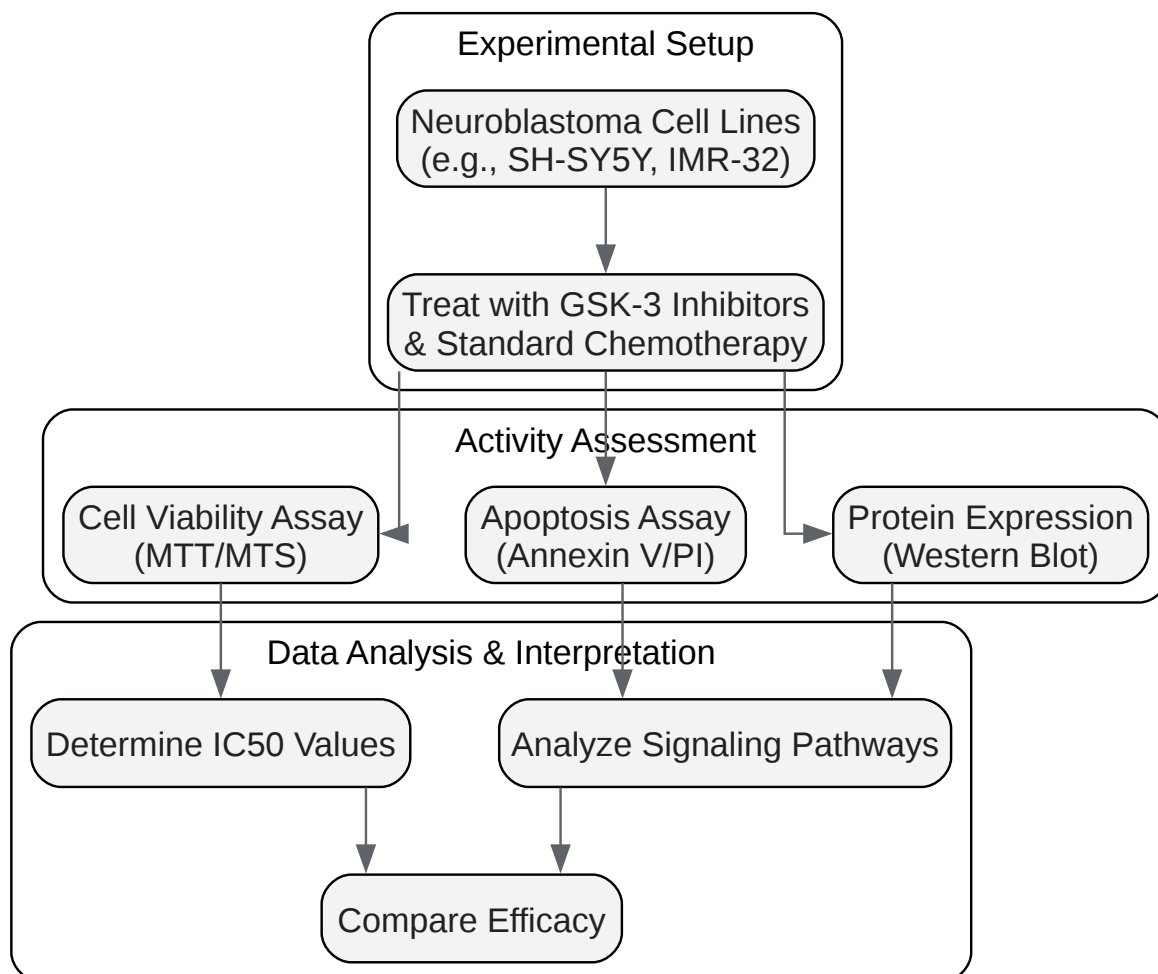 Experimental Setup
Neuroblastoma Cell Lines
(e.g., SH-SY5Y, IMR-32)
Treat with GSK-3 Inhibitors
& Standard Chemotherapy
Activity Assessment
Cell Viability Assay
(MTT/MTS)
Apoptosis Assay
(Annexin V/PI)
Protein Expression
(Western Blot)
Data Analysis & Interpretation
Determine IC50 Values
Analyze Signaling Pathways
Compare Efficacy